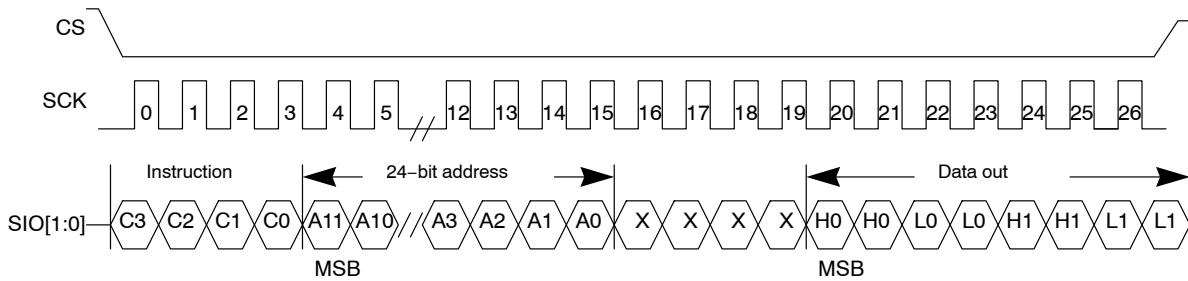 CS
SCK 0 1 2 3 4 5 12 13 14 15 16 17 18 19 20 21 22 23 24 25 26
Instruction 24−bit address Data out
SIO[1:0] C3 C2 C1 C0 A11 A10 A3 A2 A1 A0 X X X X H0 H0 L0 L0 H1 H1 L1 L1
MSB MSB